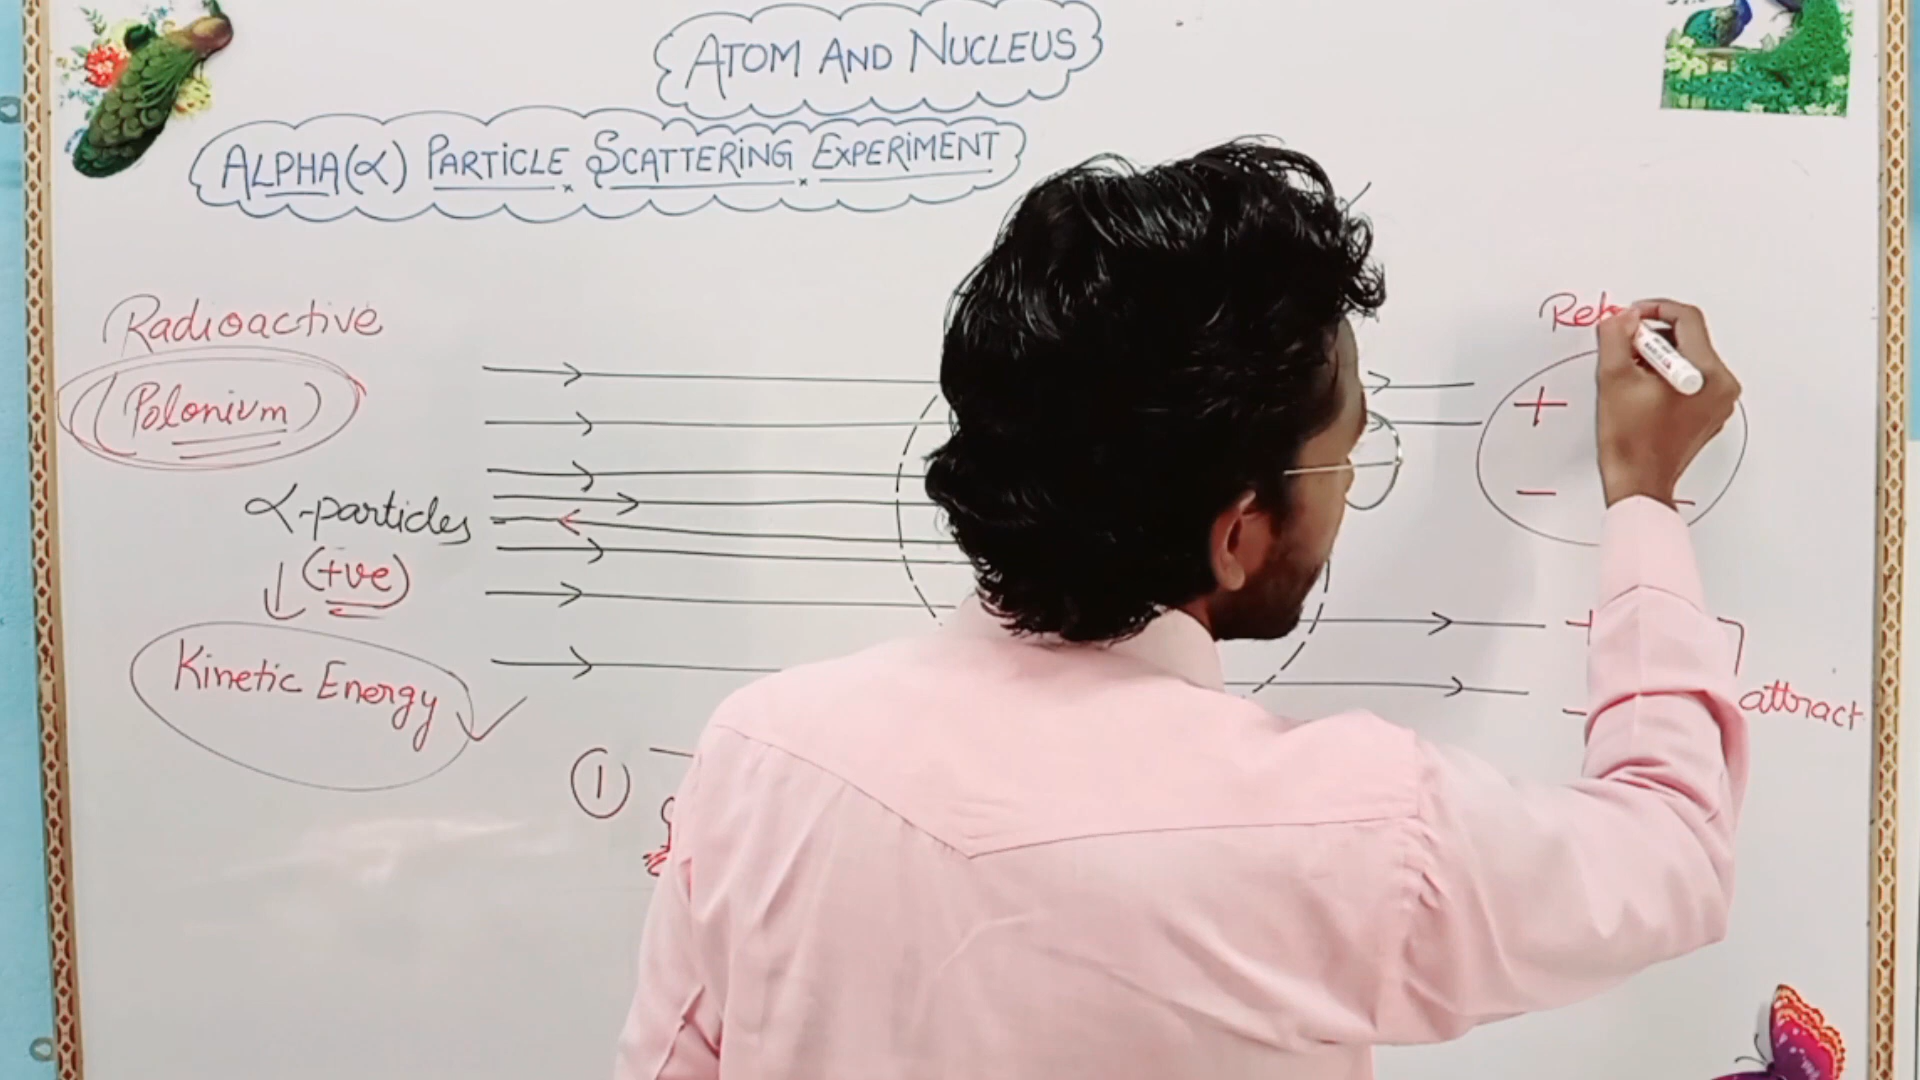 ATOM AND NUCLEUS
ALPHA(α) PARTICLE SCATTERING EXPERIMENT
Radioactive
(Polonium)
α-particles
(+ve)
Kinetic Energy
①
+
−
attract